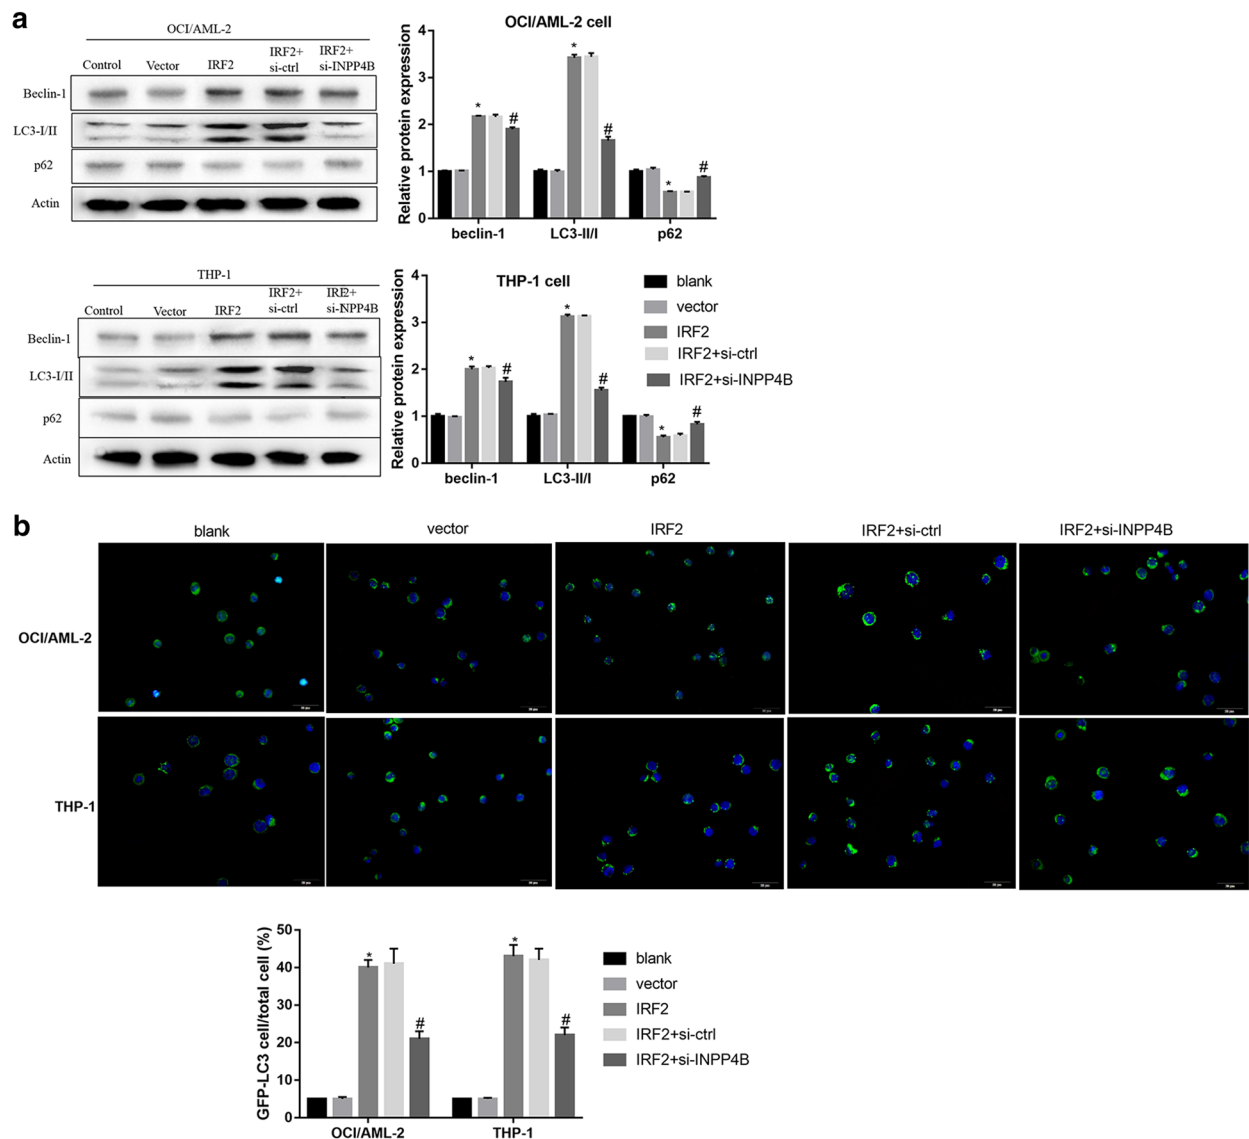 a
OCI/AML-2
Control Vector IRF2 IRF2+ si-ctrl IRF2+ si-INPP4B
Beclin-1
LC3-I/II
p62
Actin
OCI/AML-2 cell
Relative protein expression
4
3
2
1
0
* # * # * #
beclin-1 LC3-II/I p62
THP-1
Control Vector IRF2 IRF2+ si-ctrl IRF2+ si-INPP4B
Beclin-1
LC3-I/II
p62
Actin
THP-1 cell
Relative protein expression
4
3
2
1
0
* # * # * #
beclin-1 LC3-II/I p62
blank
vector
IRF2
IRF2+si-ctrl
IRF2+si-INPP4B
b
blank vector IRF2 IRF2+si-ctrl IRF2+si-INPP4B
OCI/AML-2
THP-1
GFP-LC3 cell/total cell (%)
50
40
30
20
10
0
* # * #
OCI/AML-2 THP-1
blank
vector
IRF2
IRF2+si-ctrl
IRF2+si-INPP4B